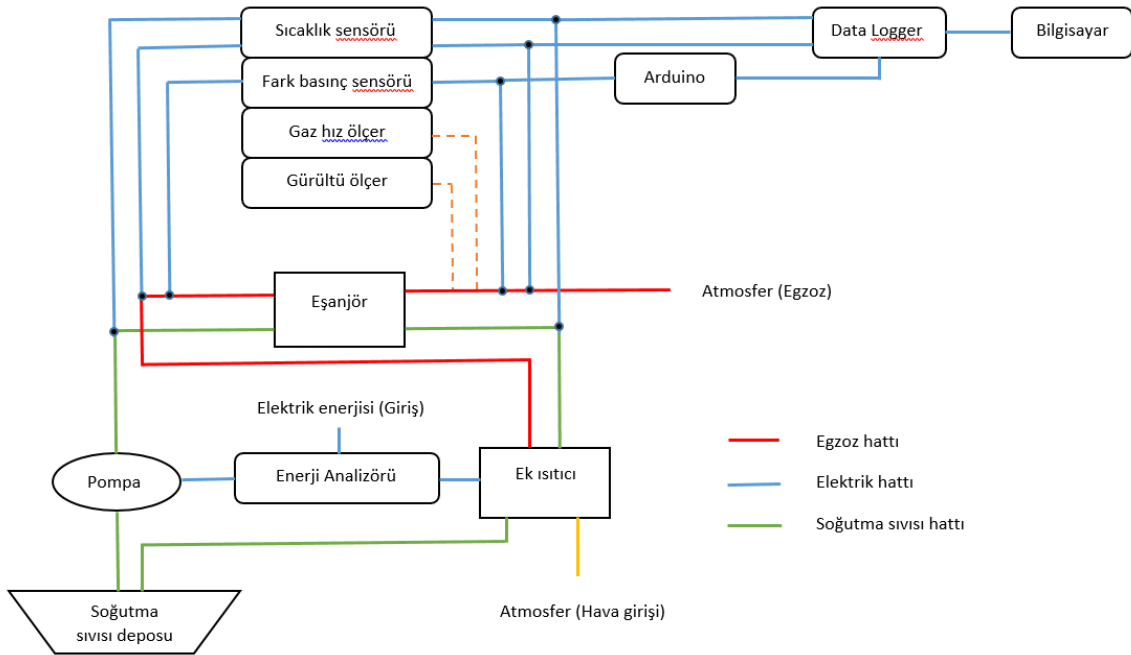 Sıcaklık sensörü
Data Logger
Bilgisayar
Fark basınç sensörü
Arduino
Gaz hız ölçer
Gürültü ölçer
Eşanjör
Atmosfer (Egzoz)
Elektrik enerjisi (Giriş)
Egzoz hattı
Pompa
Enerji Analizörü
Ek ısıtıcı
Elektrik hattı
Soğutma sıvısı hattı
Soğutma
sıvısı deposu
Atmosfer (Hava girişi)